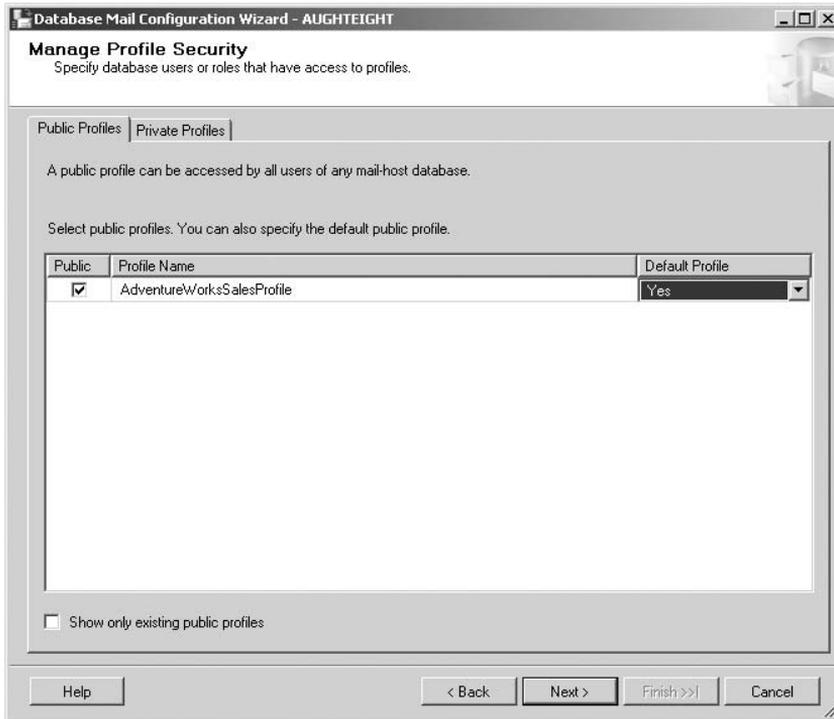 Database Mail Configuration Wizard - AUGHTEIGHT
Manage Profile Security
Specify database users or roles that have access to profiles.
Public Profiles Private Profiles
A public profile can be accessed by all users of any mail-host database.
Select public profiles. You can also specify the default public profile.
Public Profile Name Default Profile
AdventureWorksSalesProfile Yes
Show only existing public profiles
Help < Back Next > Finish >>| Cancel